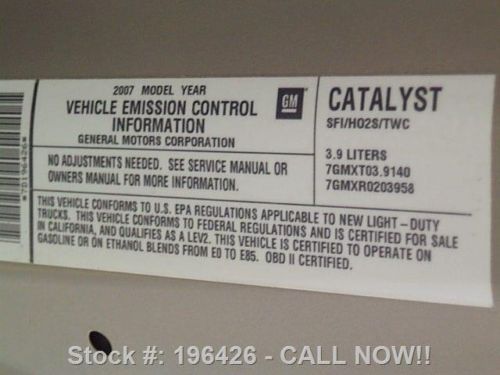 2007 MODEL YEAR
VEHICLE EMISSION CONTROL
INFORMATION
GENERAL MOTORS CORPORATION
GM
CATALYST
SFI/HO2S/TWC
NO ADJUSTMENTS NEEDED. SEE SERVICE MANUAL OR
OWNERS MANUAL FOR MORE INFORMATION.
3.9 LITERS
7GMXT03.9140
7GMXR0203958
THIS VEHICLE CONFORMS TO U.S. EPA REGULATIONS APPLICABLE TO NEW LIGHT-DUTY
TRUCKS. THIS VEHICLE CONFORMS TO FEDERAL REGULATIONS AND IS CERTIFIED FOR SALE
IN CALIFORNIA, AND QUALIFIES AS A LEV2. THIS VEHICLE IS CERTIFIED TO OPERATE ON
GASOLINE OR ON ETHANOL BLENDS FROM E0 TO E85. OBD II CERTIFIED.
*7D196426*
Stock #: 196426 - CALL NOW!!